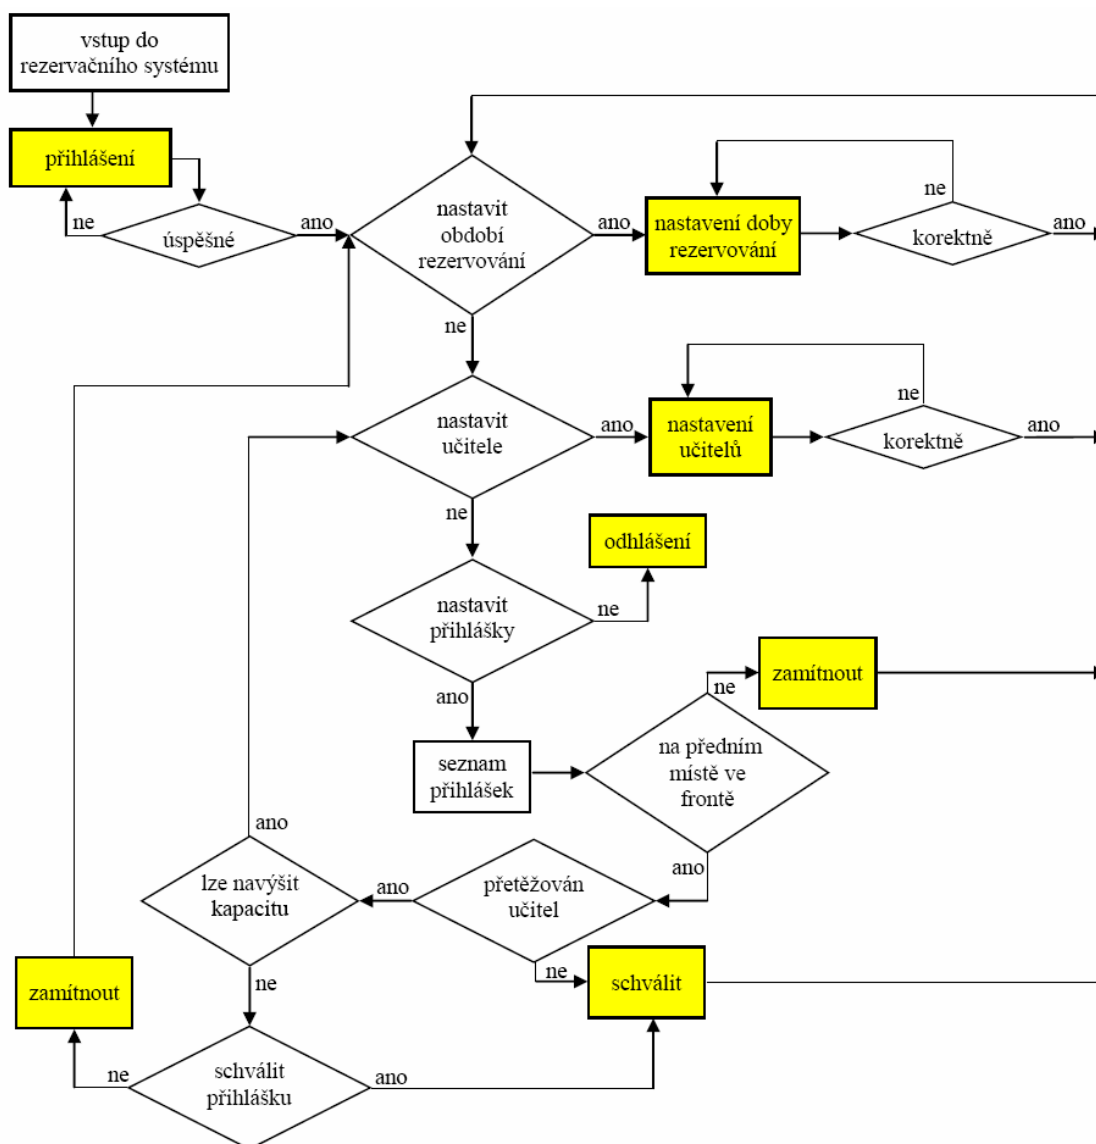 vstup do
rezervačního systému
přihlášení
ne
úspěšné
ano
nastavit
období
rezervování
ano
nastavení doby
rezervování
ne
korektně
ano
ne
nastavit
učitele
ano
nastavení
učitelů
ne
korektně
ano
ne
odhlášení
nastavit
přihlášky
ne
ano
zamítnout
ne
seznam
přihlášek
na předním
místě ve
frontě
ano
ano
lze navýšit
kapacitu
ano
přetěžován
učitel
ne
schválit
ne
zamítnout
ne
schválit
přihlášku
ano